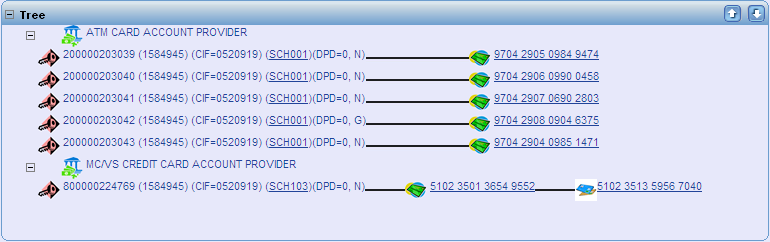 Tree
ATM CARD ACCOUNT PROVIDER
200000203039 (1584945) (CIF=0520919) (SCH001)(DPD=0, N) 9704 2905 0984 9474
200000203040 (1584945) (CIF=0520919) (SCH001)(DPD=0, N) 9704 2906 0990 0458
200000203041 (1584945) (CIF=0520919) (SCH001)(DPD=0, N) 9704 2907 0690 2803
200000203042 (1584945) (CIF=0520919) (SCH001)(DPD=0, G) 9704 2908 0904 6375
200000203043 (1584945) (CIF=0520919) (SCH001)(DPD=0, N) 9704 2904 0985 1471
MC/VS CREDIT CARD ACCOUNT PROVIDER
800000224769 (1584945) (CIF=0520919) (SCH103)(DPD=0, N) 5102 3501 3654 9552 5102 3513 5956 7040